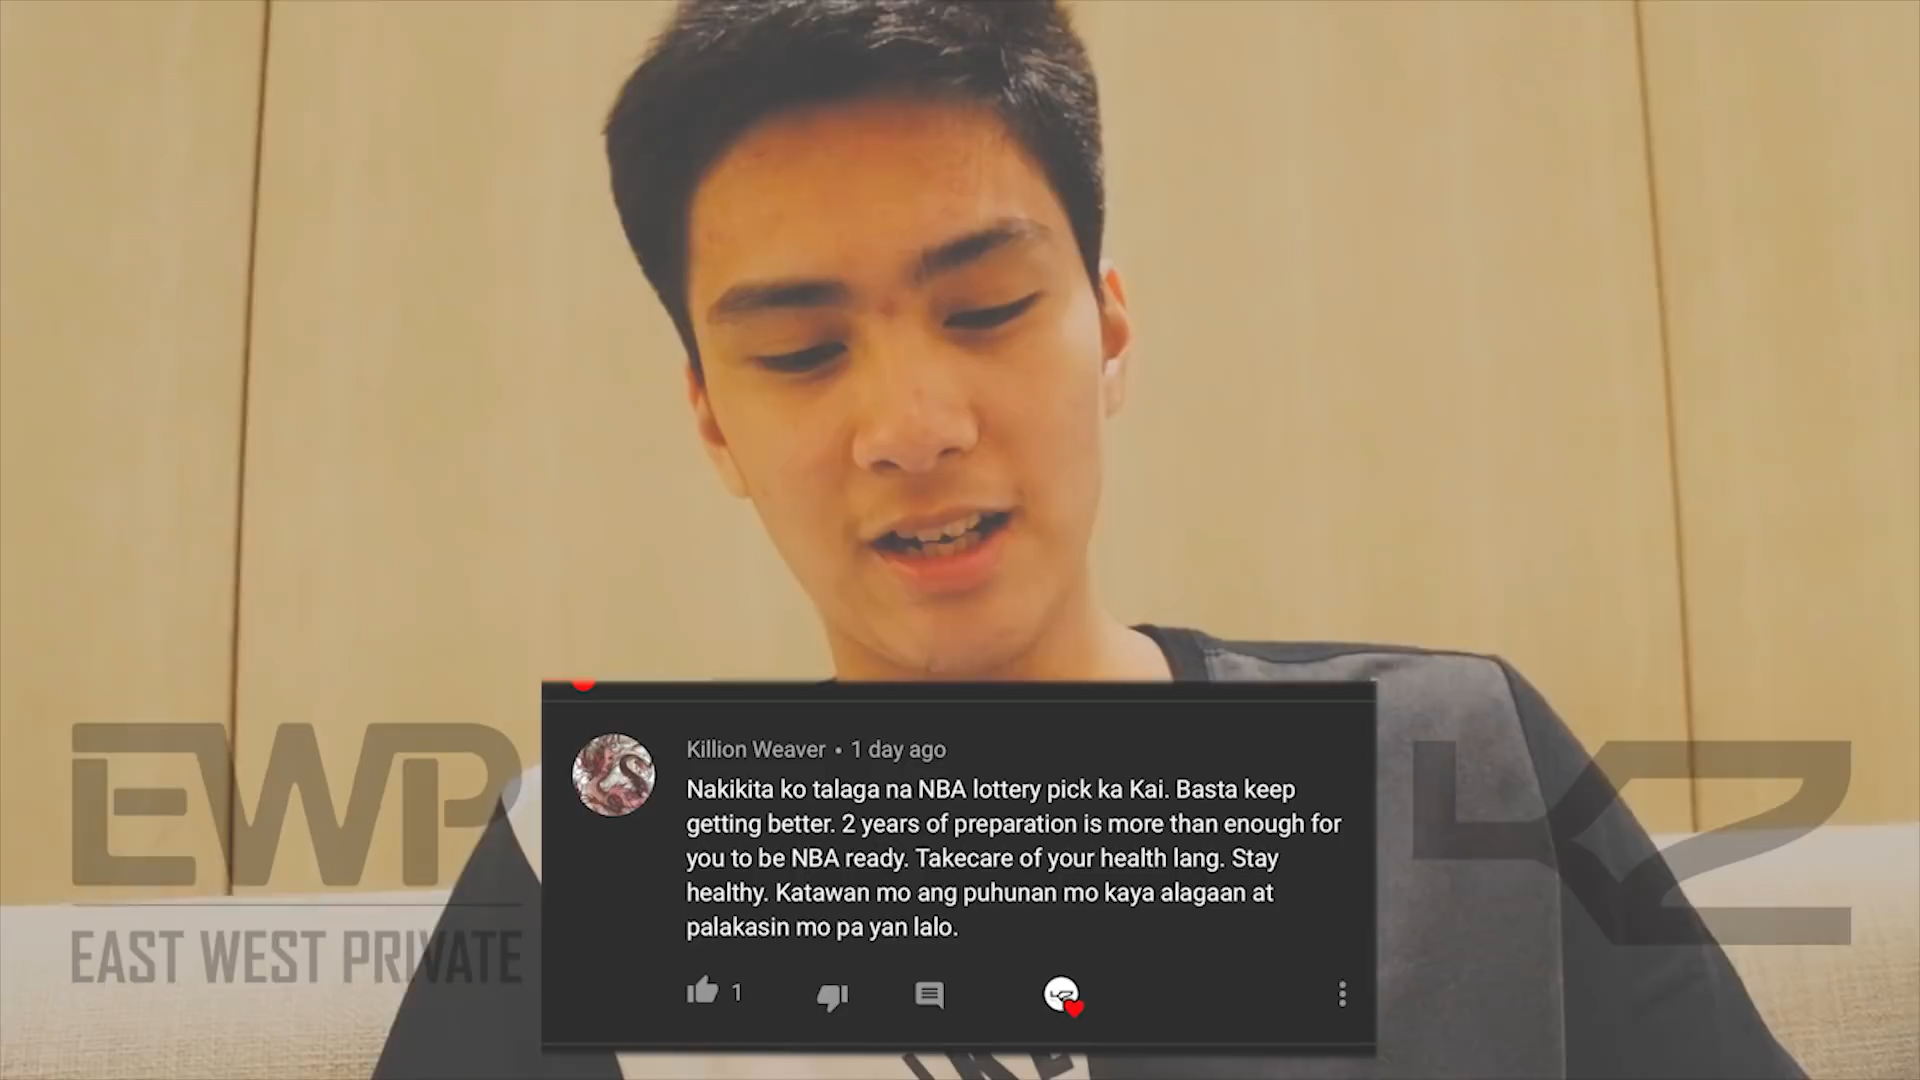 Killion Weaver • 1 day ago
Nakikita ko talaga na NBA lottery pick ka Kai. Basta keep
getting better. 2 years of preparation is more than enough for
you to be NBA ready. Takecare of your health lang. Stay
healthy. Katawan mo ang puhunan mo kaya alagaan at
palakasin mo pa yan lalo.
1
EWP
EAST WEST PRIVATE